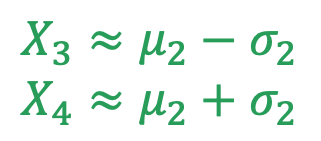 X₃ ≈ μ₂ − σ₂
X₄ ≈ μ₂ + σ₂